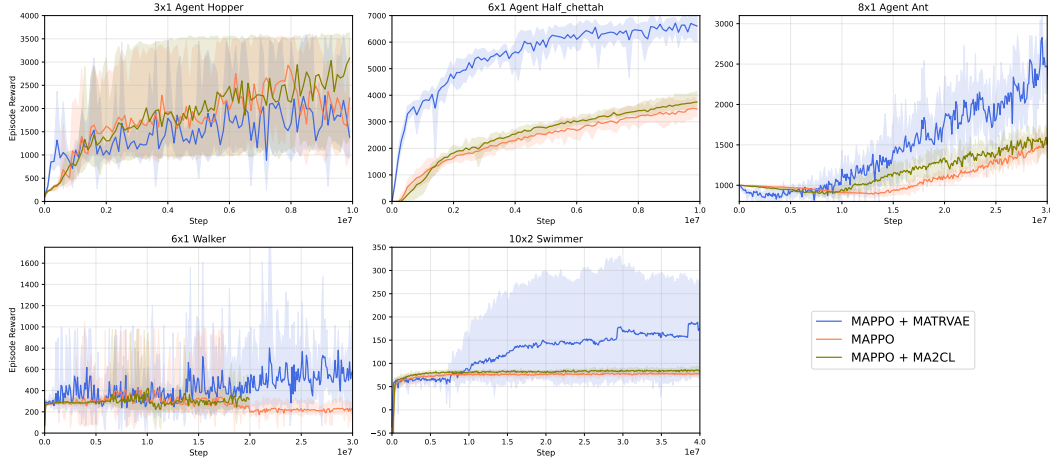 3x1 Agent Hopper
4000
3500
3000
2500
2000
1500
1000
500
0
Episode Reward
0.0 0.2 0.4 0.6 0.8 1.0
Step
1e7
6x1 Agent Half_chettah
7000
6000
5000
4000
3000
2000
1000
0
0.0 0.2 0.4 0.6 0.8 1.0
Step
1e7
8x1 Agent Ant
3000
2500
2000
1500
1000
0.0 0.5 1.0 1.5 2.0 2.5 3.0
Step
1e7
6x1 Walker
1600
1400
1200
1000
800
600
400
200
0
Episode Reward
0.0 0.5 1.0 1.5 2.0 2.5 3.0
Step
1e7
10x2 Swimmer
350
300
250
200
150
100
50
0
−50
0.0 0.5 1.0 1.5 2.0 2.5 3.0 3.5 4.0
Step
1e7
MAPPO + MATRVAE
MAPPO
MAPPO + MA2CL